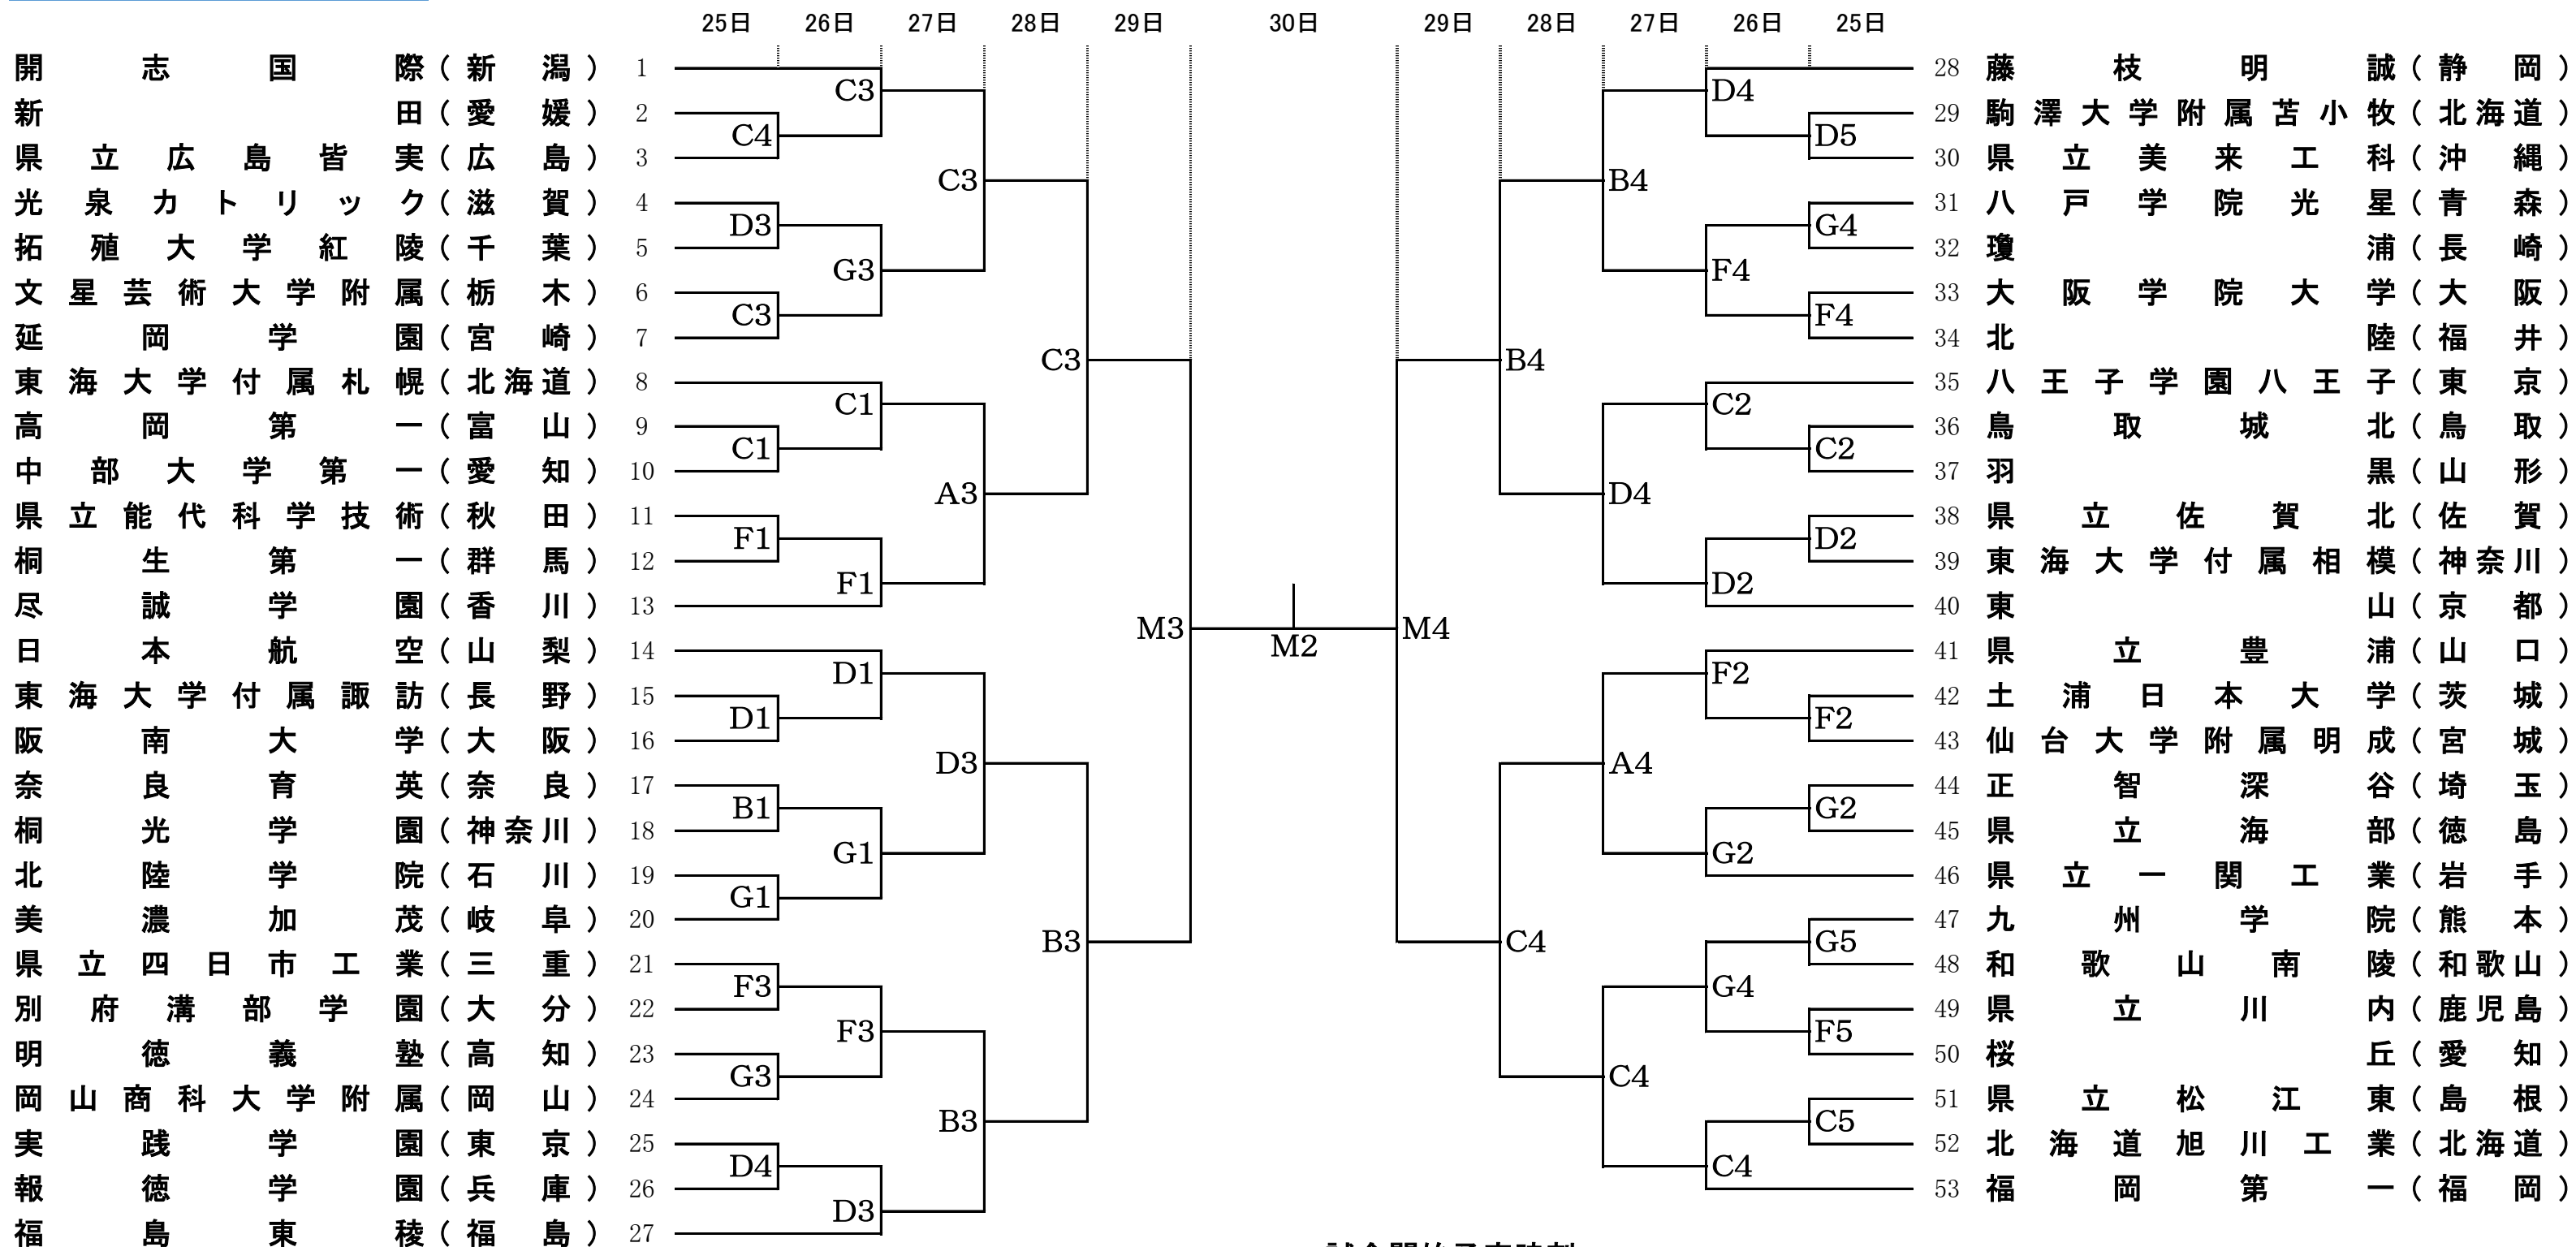 25日 26日 27日 28日 29日 30日 29日 28日 27日 26日 25日
開志国際(新潟) 1
新田(愛媛) 2
県立広島皆実(広島) 3
光泉カトリック(滋賀) 4
拓殖大学紅陵(千葉) 5
文星芸術大学附属(栃木) 6
延岡学園(宮崎) 7
東海大学付属札幌(北海道) 8
高岡第一(富山) 9
中部大学第一(愛知) 10
県立能代科学技術(秋田) 11
桐生第一(群馬) 12
尽誠学園(香川) 13
日本航空(山梨) 14
東海大学付属諏訪(長野) 15
阪南大学(大阪) 16
奈良育英(奈良) 17
桐光学園(神奈川) 18
北陸学院(石川) 19
美濃加茂(岐阜) 20
県立四日市工業(三重) 21
別府溝部学園(大分) 22
明徳義塾(高知) 23
岡山商科大学附属(岡山) 24
実践学園(東京) 25
報徳学園(兵庫) 26
福島東稜(福島) 27
C4
D3
C3
C1
F1
D1
B1
G1
F3
G3
D4
C3
G3
C1
F1
D1
G1
F3
D3
C3
A3
D3
B3
C3
B3
M3
M2
M4
B4
C4
B4
D4
A4
C4
D4
F4
C2
D2
F2
G2
G4
C4
D5
G4
F4
C2
D2
F2
G2
G5
F5
C5
28 藤枝明誠(静岡)
29 駒澤大学附属苫小牧(北海道)
30 県立美来工科(沖縄)
31 八戸学院光星(青森)
32 瓊浦(長崎)
33 大阪学院大学(大阪)
34 北陸(福井)
35 八王子学園八王子(東京)
36 鳥取城北(鳥取)
37 羽黒(山形)
38 県立佐賀北(佐賀)
39 東海大学付属相模(神奈川)
40 東山(京都)
41 県立豊浦(山口)
42 土浦日本大学(茨城)
43 仙台大学附属明成(宮城)
44 正智深谷(埼玉)
45 県立海部(徳島)
46 県立一関工業(岩手)
47 九州学院(熊本)
48 和歌山南陵(和歌山)
49 県立川内(鹿児島)
50 桜丘(愛知)
51 県立松江東(島根)
52 北海道旭川工業(北海道)
53 福岡第一(福岡)